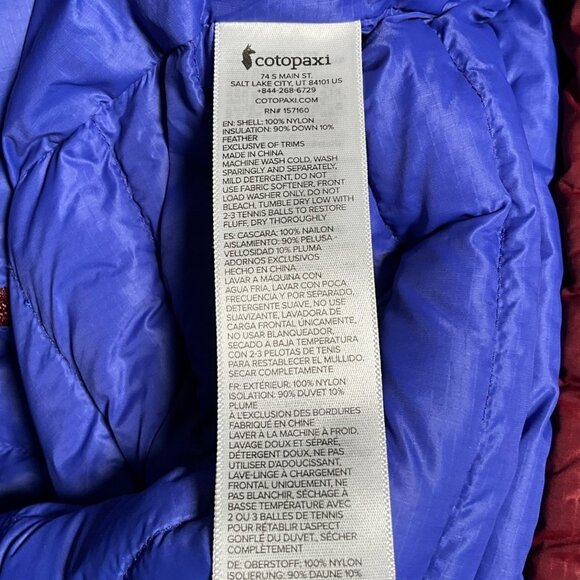 cotopaxi
74 S MAIN ST.
SALT LAKE CITY, UT 84101 US
+844-268-6729
COTOPAXI.COM
RN# 157160
EN: SHELL: 100% NYLON
INSULATION: 90% DOWN 10%
FEATHER
EXCLUSIVE OF TRIMS
MADE IN CHINA
MACHINE WASH COLD, WASH
SPARINGLY AND SEPARATELY,
MILD DETERGENT, DO NOT
USE FABRIC SOFTENER, FRONT
LOAD WASHER ONLY, DO NOT
BLEACH, TUMBLE DRY LOW WITH
2-3 TENNIS BALLS TO RESTORE
FLUFF, DRY THOROUGHLY
ES: CASCARA: 100% NAILON
AISLAMIENTO: 90% PELUSA -
VELLOSIDAD 10% PLUMA
ADORNOS EXCLUSIVOS
HECHO EN CHINA
LAVAR A MÁQUINA CON
AGUA FRIA, LAVAR CON POCA
FRECUENCIA Y POR SEPARADO,
DETERGENTE SUAVE, NO USE
SUAVIZANTE, LAVADORA DE
CARGA FRONTAL ÚNICAMENTE,
NO USAR BLANQUEADOR,
SECADO A BAJA TEMPERATURA
CON 2-3 PELOTAS DE TENIS
PARA RESTABLECER EL MULLIDO.
SECAR COMPLETAMENTE
FR: EXTÉRIEUR: 100% NYLON
ISOLATION: 90% DUVET 10%
PLUME
À L'EXCLUSION DES BORDURES
FABRIQUÉ EN CHINE
LAVER À LA MACHINE À FROID,
LAVAGE DOUX ET SÉPARÉ,
DÉTERGENT DOUX, NE PAS
UTILISER D'ADOUCISSANT,
LAVE-LINGE À CHARGEMENT
FRONTAL UNIQUEMENT, NE
PAS BLANCHIR, SÉCHAGE À
BASSE TEMPÉRATURE AVEC
2 OU 3 BALLES DE TENNIS
POUR RÉTABLIR L'ASPECT
GONFLÉ DU DUVET., SÉCHER
COMPLÈTEMENT
DE: OBERSTOFF: 100% NYLON
ISOLIERUNG: 90% DAUNE 10%